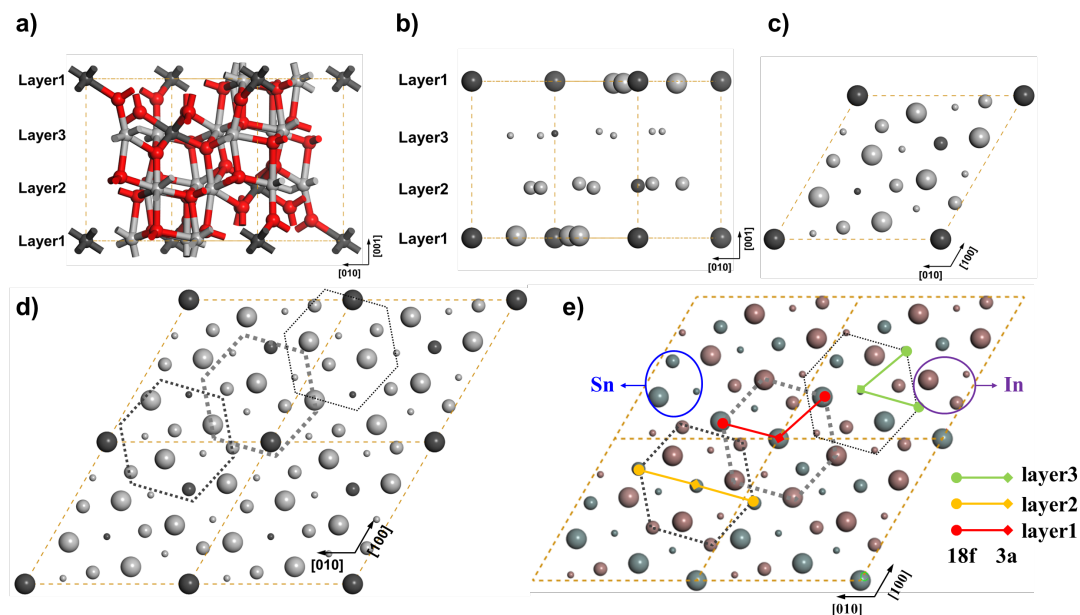 a)
Layer1
Layer3
Layer2
Layer1
[001]
[010]
b)
Layer1
Layer3
Layer2
Layer1
[001]
[010]
c)
[010]
[100]
d)
[010]
[100]
e)
Sn
In
layer3
layer2
layer1
18f 3a
[010]
[100]